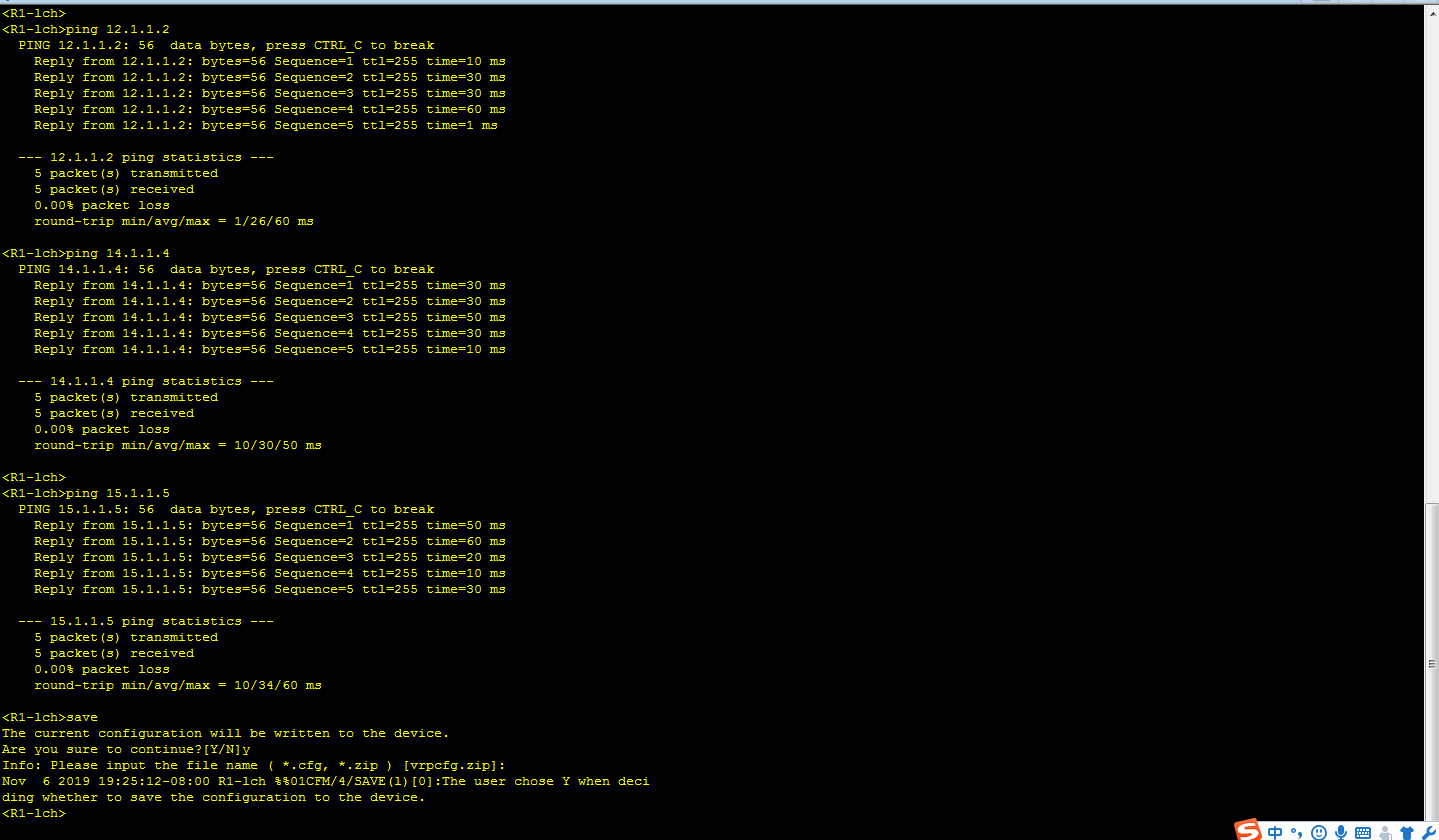 <R1-lch>
<R1-lch>ping 12.1.1.2
  PING 12.1.1.2: 56  data bytes, press CTRL_C to break
    Reply from 12.1.1.2: bytes=56 Sequence=1 ttl=255 time=10 ms
    Reply from 12.1.1.2: bytes=56 Sequence=2 ttl=255 time=30 ms
    Reply from 12.1.1.2: bytes=56 Sequence=3 ttl=255 time=30 ms
    Reply from 12.1.1.2: bytes=56 Sequence=4 ttl=255 time=60 ms
    Reply from 12.1.1.2: bytes=56 Sequence=5 ttl=255 time=1 ms
  --- 12.1.1.2 ping statistics ---
    5 packet(s) transmitted
    5 packet(s) received
    0.00% packet loss
    round-trip min/avg/max = 1/26/60 ms
<R1-lch>ping 14.1.1.4
  PING 14.1.1.4: 56  data bytes, press CTRL_C to break
    Reply from 14.1.1.4: bytes=56 Sequence=1 ttl=255 time=30 ms
    Reply from 14.1.1.4: bytes=56 Sequence=2 ttl=255 time=30 ms
    Reply from 14.1.1.4: bytes=56 Sequence=3 ttl=255 time=50 ms
    Reply from 14.1.1.4: bytes=56 Sequence=4 ttl=255 time=30 ms
    Reply from 14.1.1.4: bytes=56 Sequence=5 ttl=255 time=10 ms
  --- 14.1.1.4 ping statistics ---
    5 packet(s) transmitted
    5 packet(s) received
    0.00% packet loss
    round-trip min/avg/max = 10/30/50 ms
<R1-lch>
<R1-lch>ping 15.1.1.5
  PING 15.1.1.5: 56  data bytes, press CTRL_C to break
    Reply from 15.1.1.5: bytes=56 Sequence=1 ttl=255 time=50 ms
    Reply from 15.1.1.5: bytes=56 Sequence=2 ttl=255 time=60 ms
    Reply from 15.1.1.5: bytes=56 Sequence=3 ttl=255 time=20 ms
    Reply from 15.1.1.5: bytes=56 Sequence=4 ttl=255 time=10 ms
    Reply from 15.1.1.5: bytes=56 Sequence=5 ttl=255 time=30 ms
  --- 15.1.1.5 ping statistics ---
    5 packet(s) transmitted
    5 packet(s) received
    0.00% packet loss
    round-trip min/avg/max = 10/34/60 ms
<R1-lch>save
The current configuration will be written to the device.
Are you sure to continue?[Y/N]y
Info: Please input the file name ( *.cfg, *.zip ) [vrpcfg.zip]:
Nov  6 2019 19:25:12-08:00 R1-lch %%01CFM/4/SAVE(l)[0]:The user chose Y when deci
ding whether to save the configuration to the device.
<R1-lch>
S 中 °,